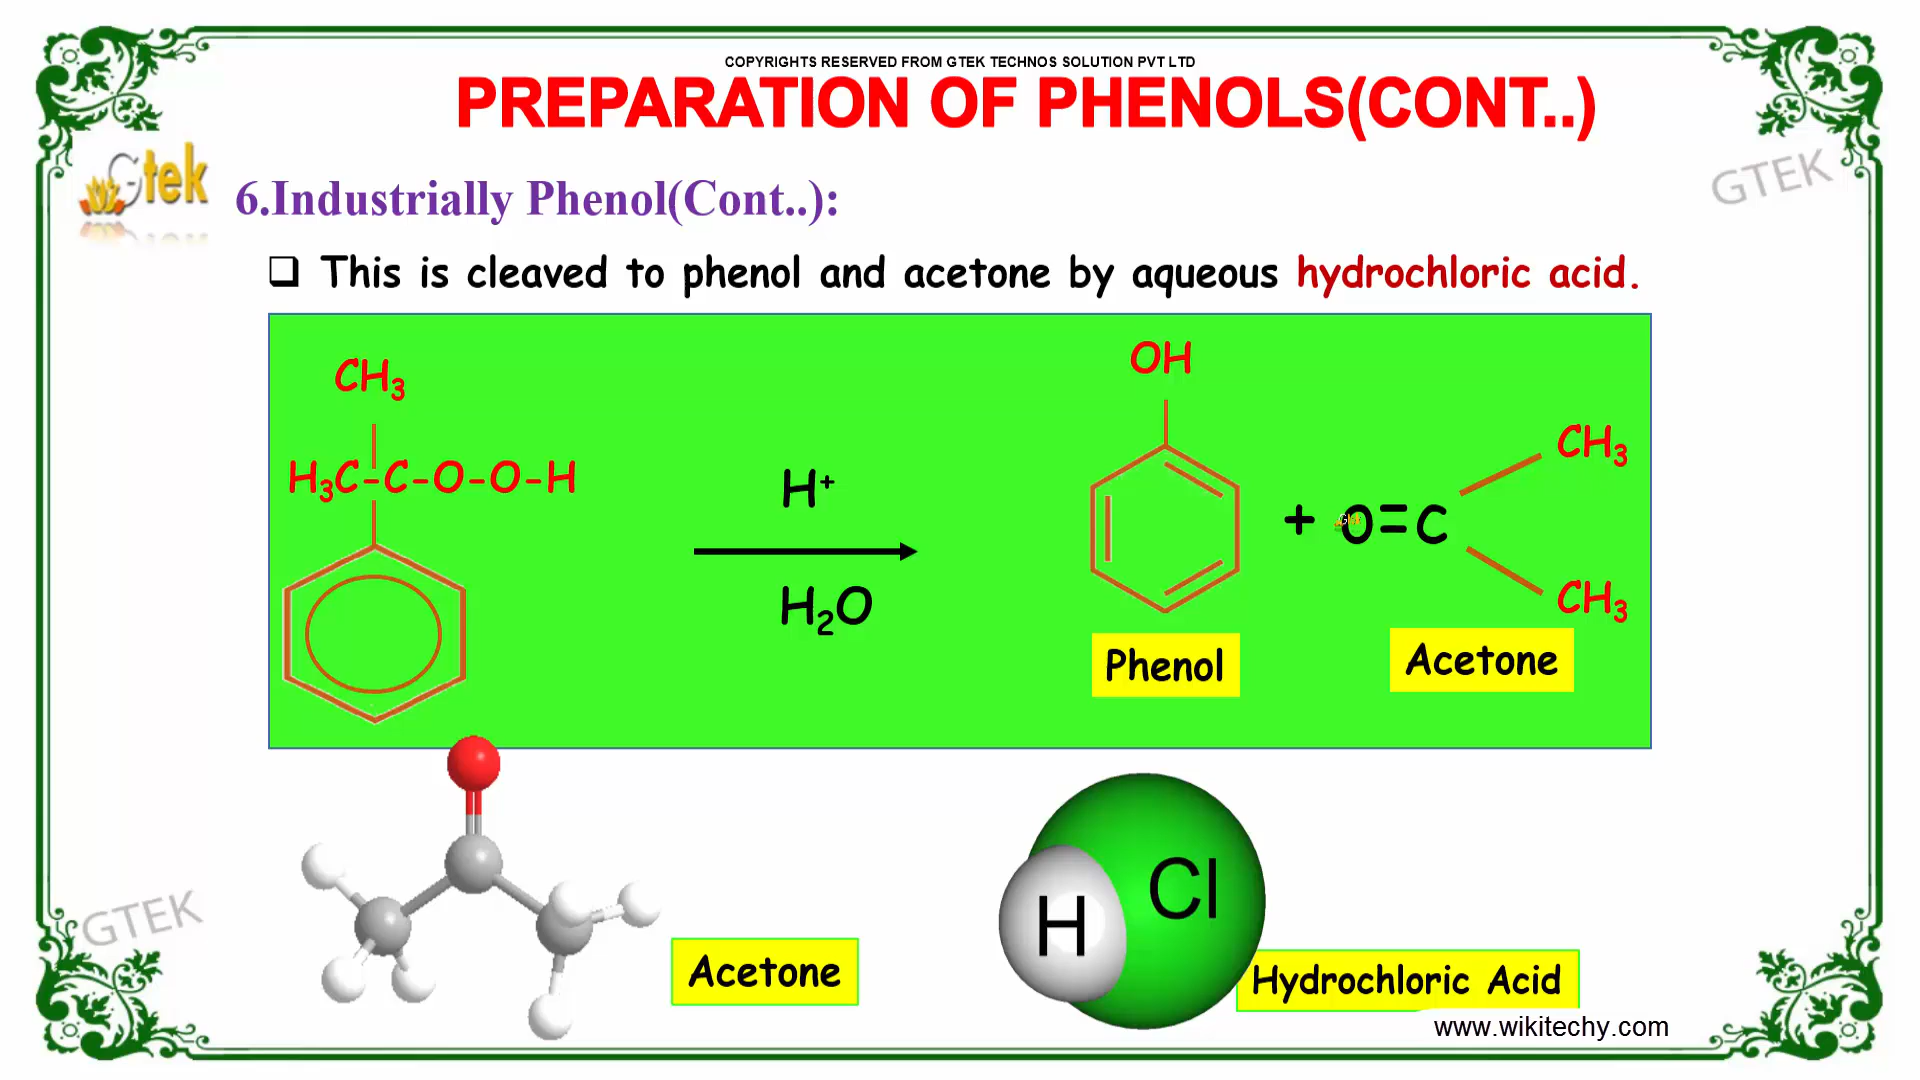 COPYRIGHTS RESERVED FROM GTEK TECHNOS SOLUTION PVT LTD
PREPARATION OF PHENOLS(CONT..)
Gtek
GTEK
6.Industrially Phenol(Cont..):
❑ This is cleaved to phenol and acetone by aqueous hydrochloric acid.
CH₃
H₃C-C-O-O-H
H⁺
H₂O
OH
+ O=C
CH₃
CH₃
Phenol
Acetone
H
Cl
GTEK
Acetone
Hydrochloric Acid
www.wikitechy.com